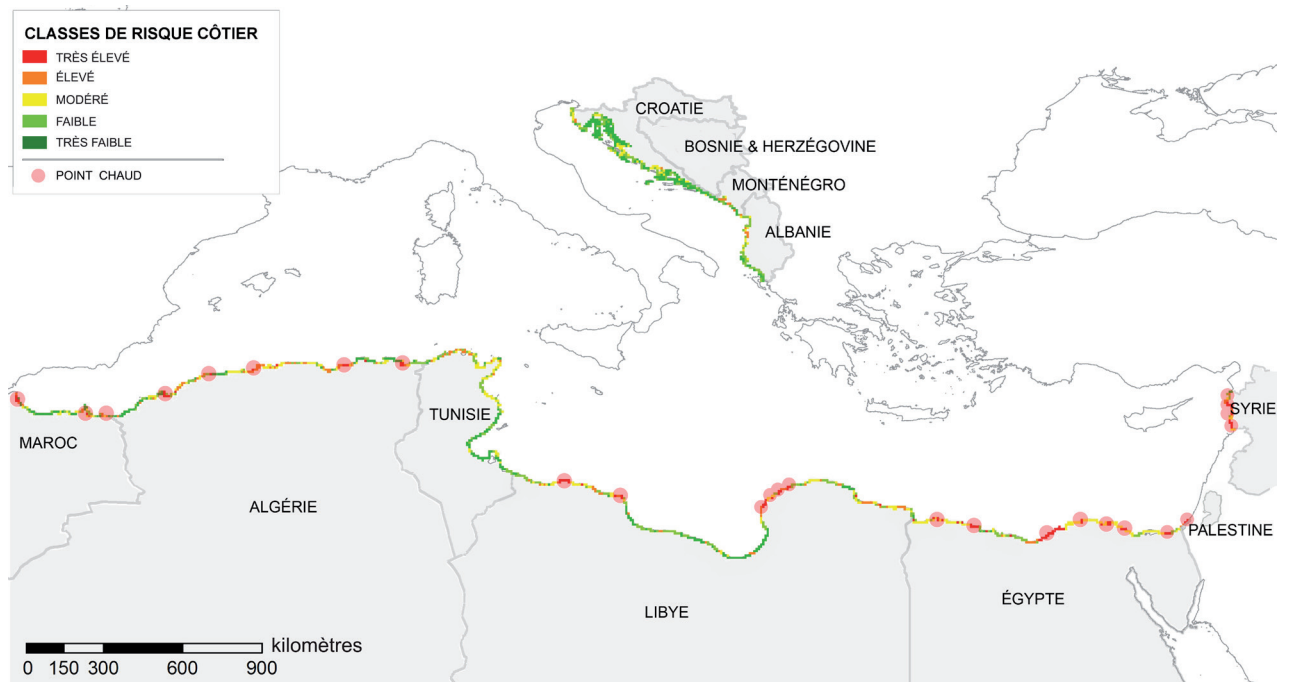 CLASSES DE RISQUE CÔTIER
TRÈS ÉLEVÉ
ÉLEVÉ
MODÉRÉ
FAIBLE
TRÈS FAIBLE
POINT CHAUD
CROATIE
BOSNIE & HERZÉGOVINE
MONTÉNÉGRO
ALBANIE
TUNISIE
SYRIE
MAROC
ALGÉRIE
PALESTINE
LIBYE
ÉGYPTE
kilomètres
0 150 300 600 900